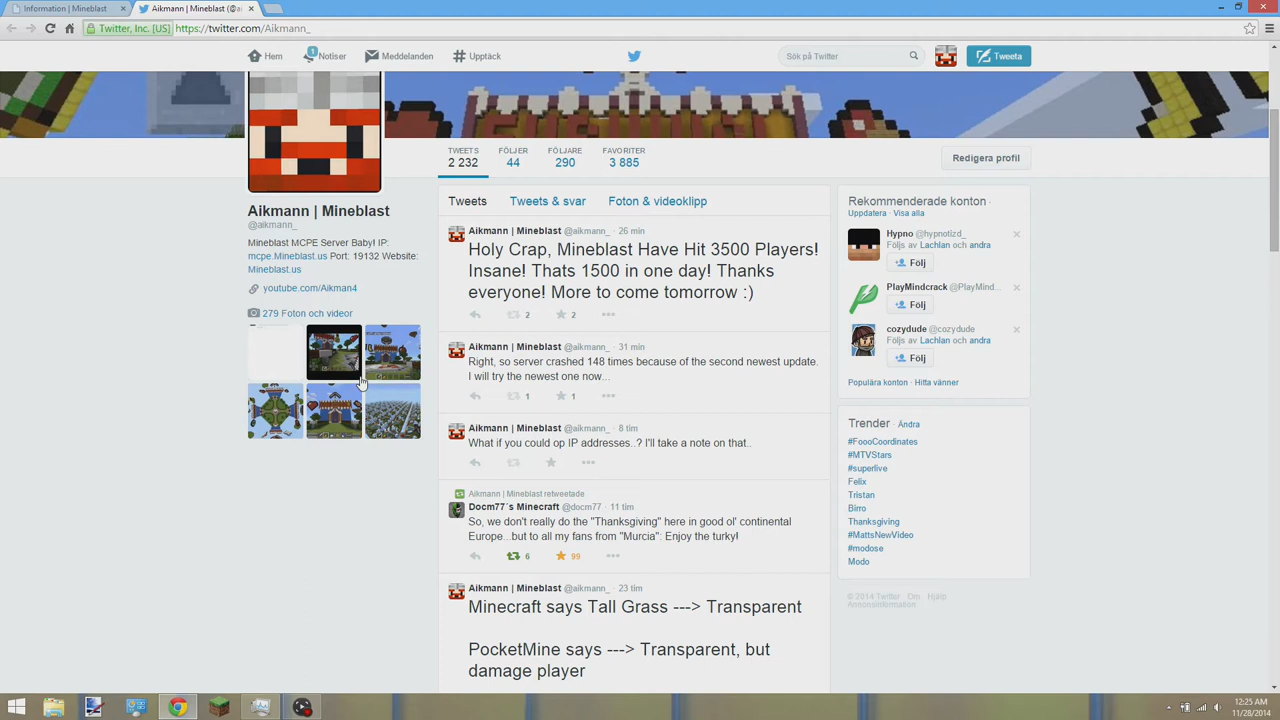 Information | Mineblast
Aikmann | Mineblast (@a
Twitter, Inc. [US]
https://twitter.com/Aikmann_
Hem
1
Notiser
Meddelanden
Upptäck
Sök på Twitter
Tweeta
TWEETS
2 232
FÖLJER
44
FÖLJARE
290
FAVORITER
3 885
Redigera profil
Aikmann | Mineblast
@aikmann_
Mineblast MCPE Server Baby! IP:
mcpe.Mineblast.us Port: 19132 Website:
Mineblast.us
youtube.com/Aikman4
279 Foton och videor
Tweets
Tweets & svar
Foton & videoklipp
Aikmann | Mineblast @aikmann_ · 26 min
Holy Crap, Mineblast Have Hit 3500 Players!
Insane! Thats 1500 in one day! Thanks
everyone! More to come tomorrow :)
2
2
Aikmann | Mineblast @aikmann_ · 31 min
Right, so server crashed 148 times because of the second newest update.
I will try the newest one now...
1
1
Aikmann | Mineblast @aikmann_ · 8 tim
What if you could op IP addresses..? I'll take a note on that..
Aikmann | Mineblast retweetade
Docm77´s Minecraft @docm77 · 11 tim
So, we don't really do the "Thanksgiving" here in good ol' continental
Europe...but to all my fans from "Murcia": Enjoy the turky!
6
99
Aikmann | Mineblast @aikmann_ · 23 tim
Minecraft says Tall Grass ---> Transparent
PocketMine says ---> Transparent, but
damage player
Rekommenderade konton ·
Uppdatera · Visa alla
Hypno @hypnotizd_
Följs av Lachlan och andra
Följ
PlayMindcrack @PlayMind...
Följ
cozydude @cozydude
Följs av Lachlan och andra
Följ
Populära konton · Hitta vänner
Trender · Ändra
#FoooCoordinates
#MTVStars
#superlive
Felix
Tristan
Birro
Thanksgiving
#MattsNewVideo
#modose
Modo
© 2014 Twitter Om Hjälp
Annonsinformation
12:25 AM
11/28/2014